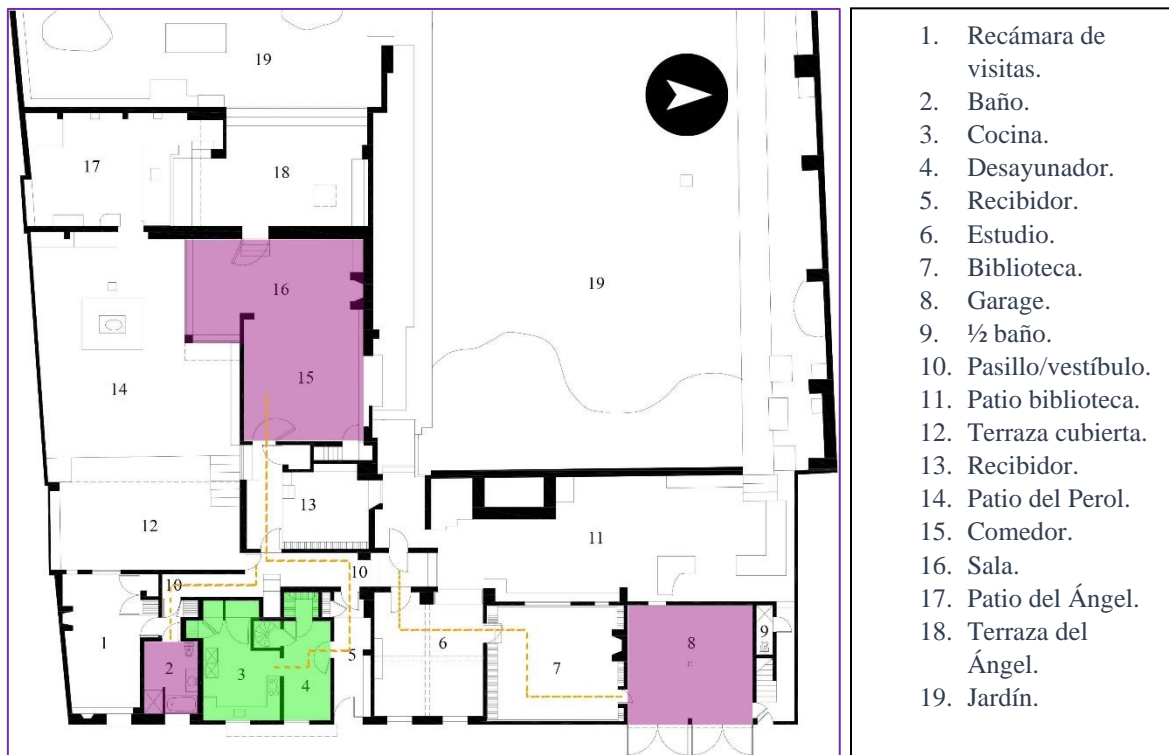 19
17
18
16
19
15
14
13
12
11
10
10
1
2
3
4
5
6
7
8
9
1. Recámara de
visitas.
2. Baño.
3. Cocina.
4. Desayunador.
5. Recibidor.
6. Estudio.
7. Biblioteca.
8. Garage.
9. ½ baño.
10. Pasillo/vestíbulo.
11. Patio biblioteca.
12. Terraza cubierta.
13. Recibidor.
14. Patio del Perol.
15. Comedor.
16. Sala.
17. Patio del Ángel.
18. Terraza del
Ángel.
19. Jardín.